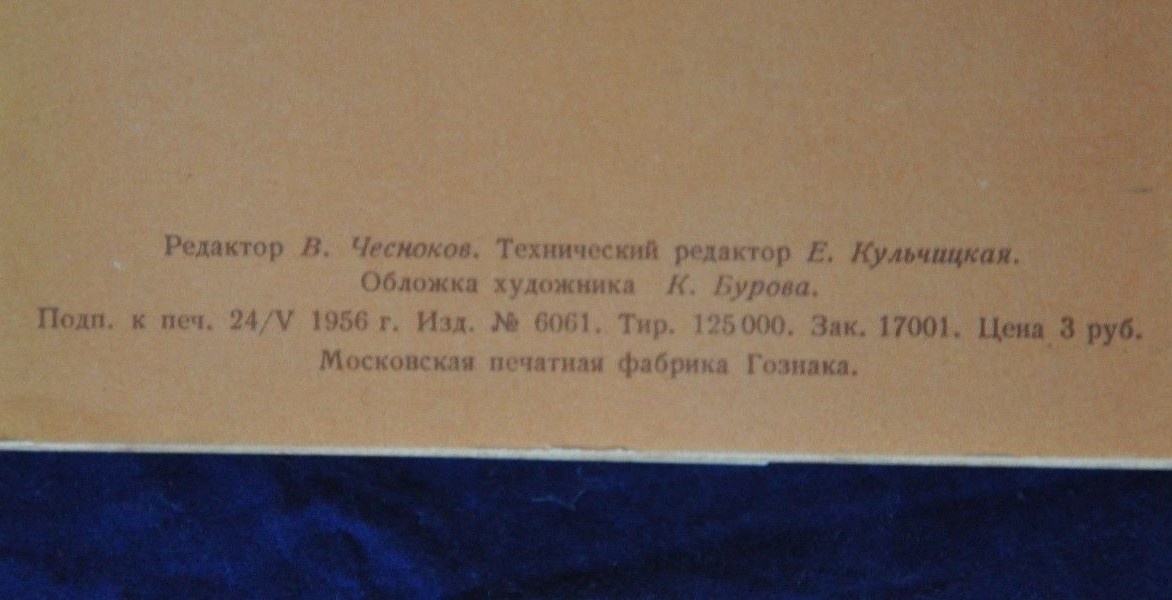 Редактор В. Чесноков. Технический редактор Е. Кульчицкая.
Обложка художника К. Бурова.
Подп. к печ. 24/V 1956 г. Изд. № 6061. Тир. 125 000. Зак. 17001. Цена 3 руб.
Московская печатная фабрика Гознака.